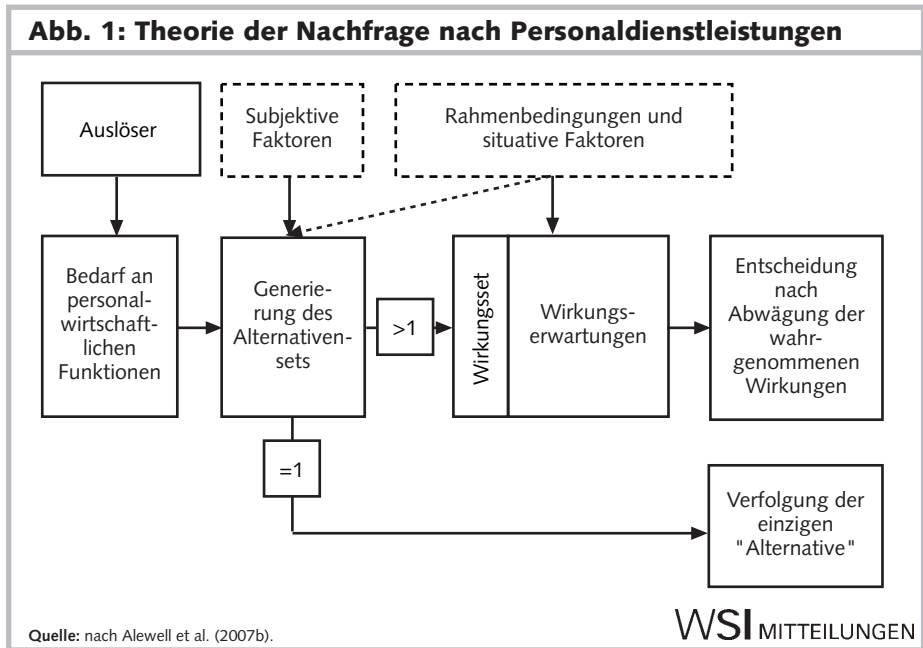 Abb. 1: Theorie der Nachfrage nach Personaldienstleistungen
Auslöser
Subjektive
Faktoren
Rahmenbedingungen und
situative Faktoren
Bedarf an
personal-
wirtschaft-
lichen
Funktionen
Generie-
rung des
Alternativen-
sets
>1
Wirkungsset
Wirkungs-
erwartungen
Entscheidung
nach
Abwägung der
wahr-
genommenen
Wirkungen
=1
Verfolgung der
einzigen
"Alternative"
Quelle: nach Alewell et al. (2007b).
WSI MITTEILUNGEN